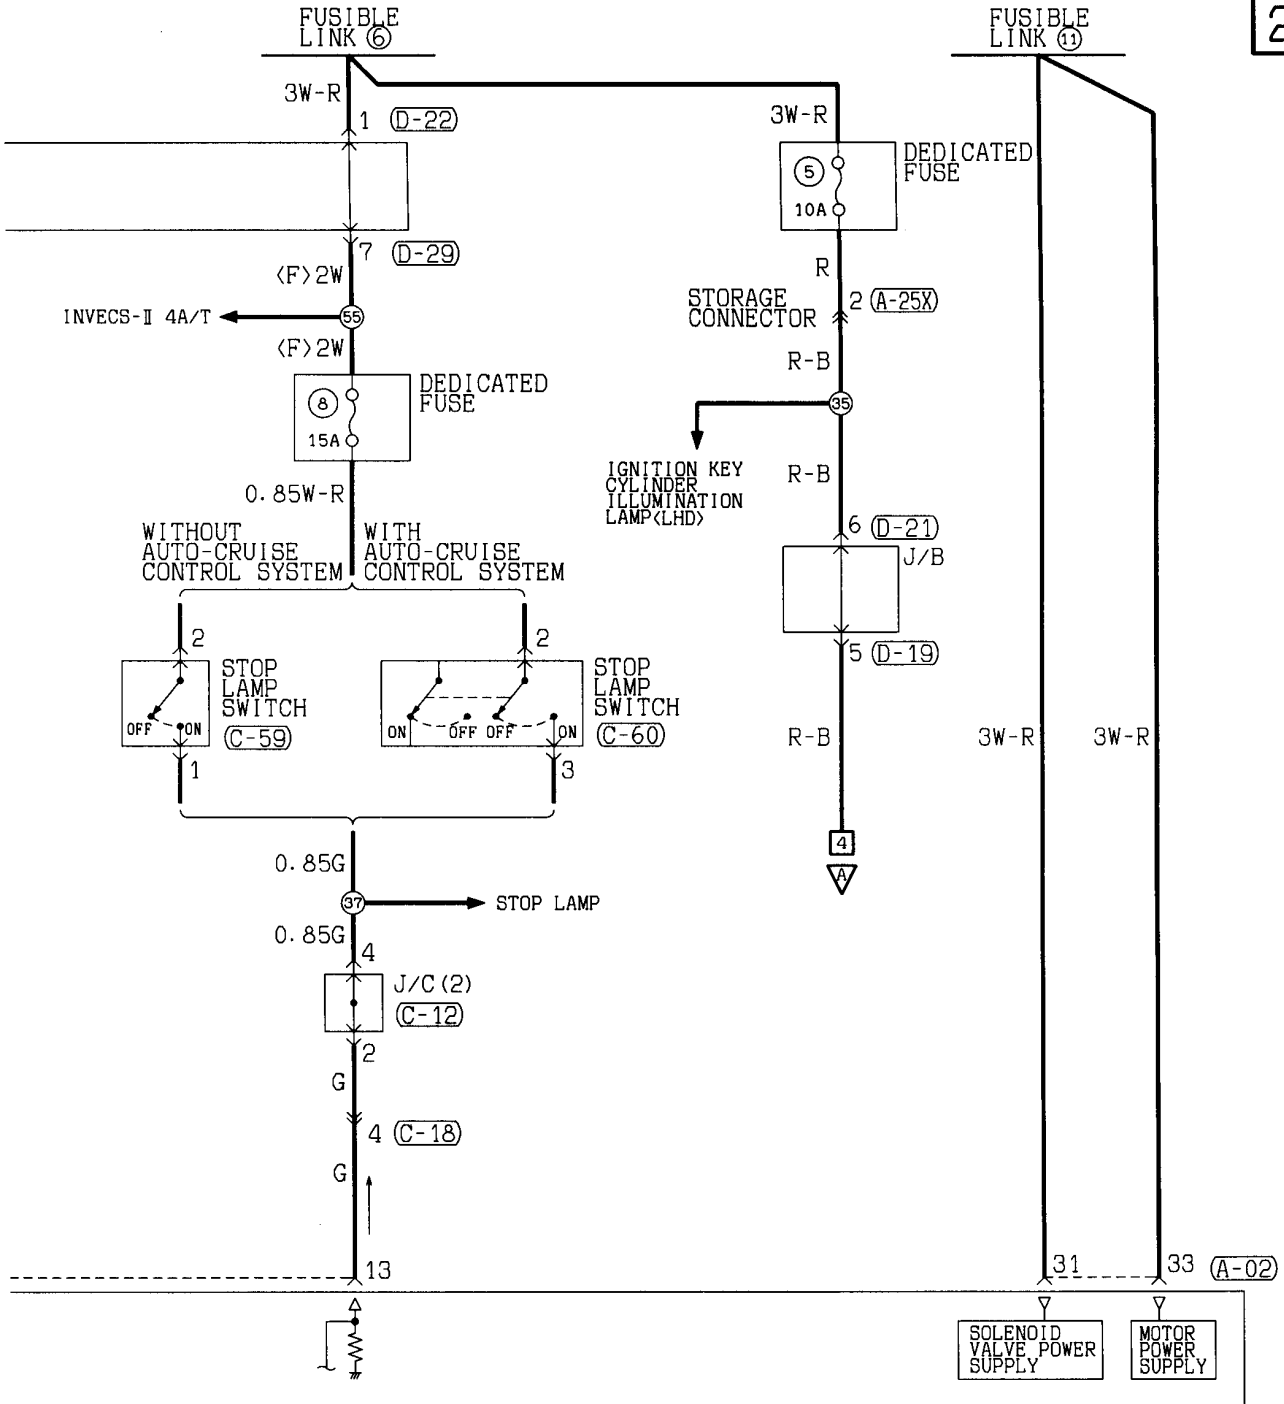 FUSIBLE
LINK ⑥
FUSIBLE
LINK ⑪
2
3W-R
1 (D-22)
3W-R
DEDICATED
FUSE
5
10A
7 (D-29)
<F>2W
R
STORAGE
CONNECTOR
2 (A-25X)
INVECS-Ⅱ 4A/T
55
<F>2W
R-B
DEDICATED
FUSE
8
15A
35
IGNITION KEY
CYLINDER
ILLUMINATION
LAMP<LHD>
R-B
0.85W-R
WITHOUT
AUTO-CRUISE
CONTROL SYSTEM
WITH
AUTO-CRUISE
CONTROL SYSTEM
6 (D-21)
J/B
2
STOP
LAMP
SWITCH
(C-59)
OFF ON
1
2
STOP
LAMP
SWITCH
(C-60)
ON OFF OFF ON
3
5 (D-19)
R-B
3W-R
3W-R
4
A
0.85G
37
STOP LAMP
0.85G
4
J/C(2)
(C-12)
2
G
4 (C-18)
G
13
31
33 (A-02)
SOLENOID
VALVE POWER
SUPPLY
MOTOR
POWER
SUPPLY